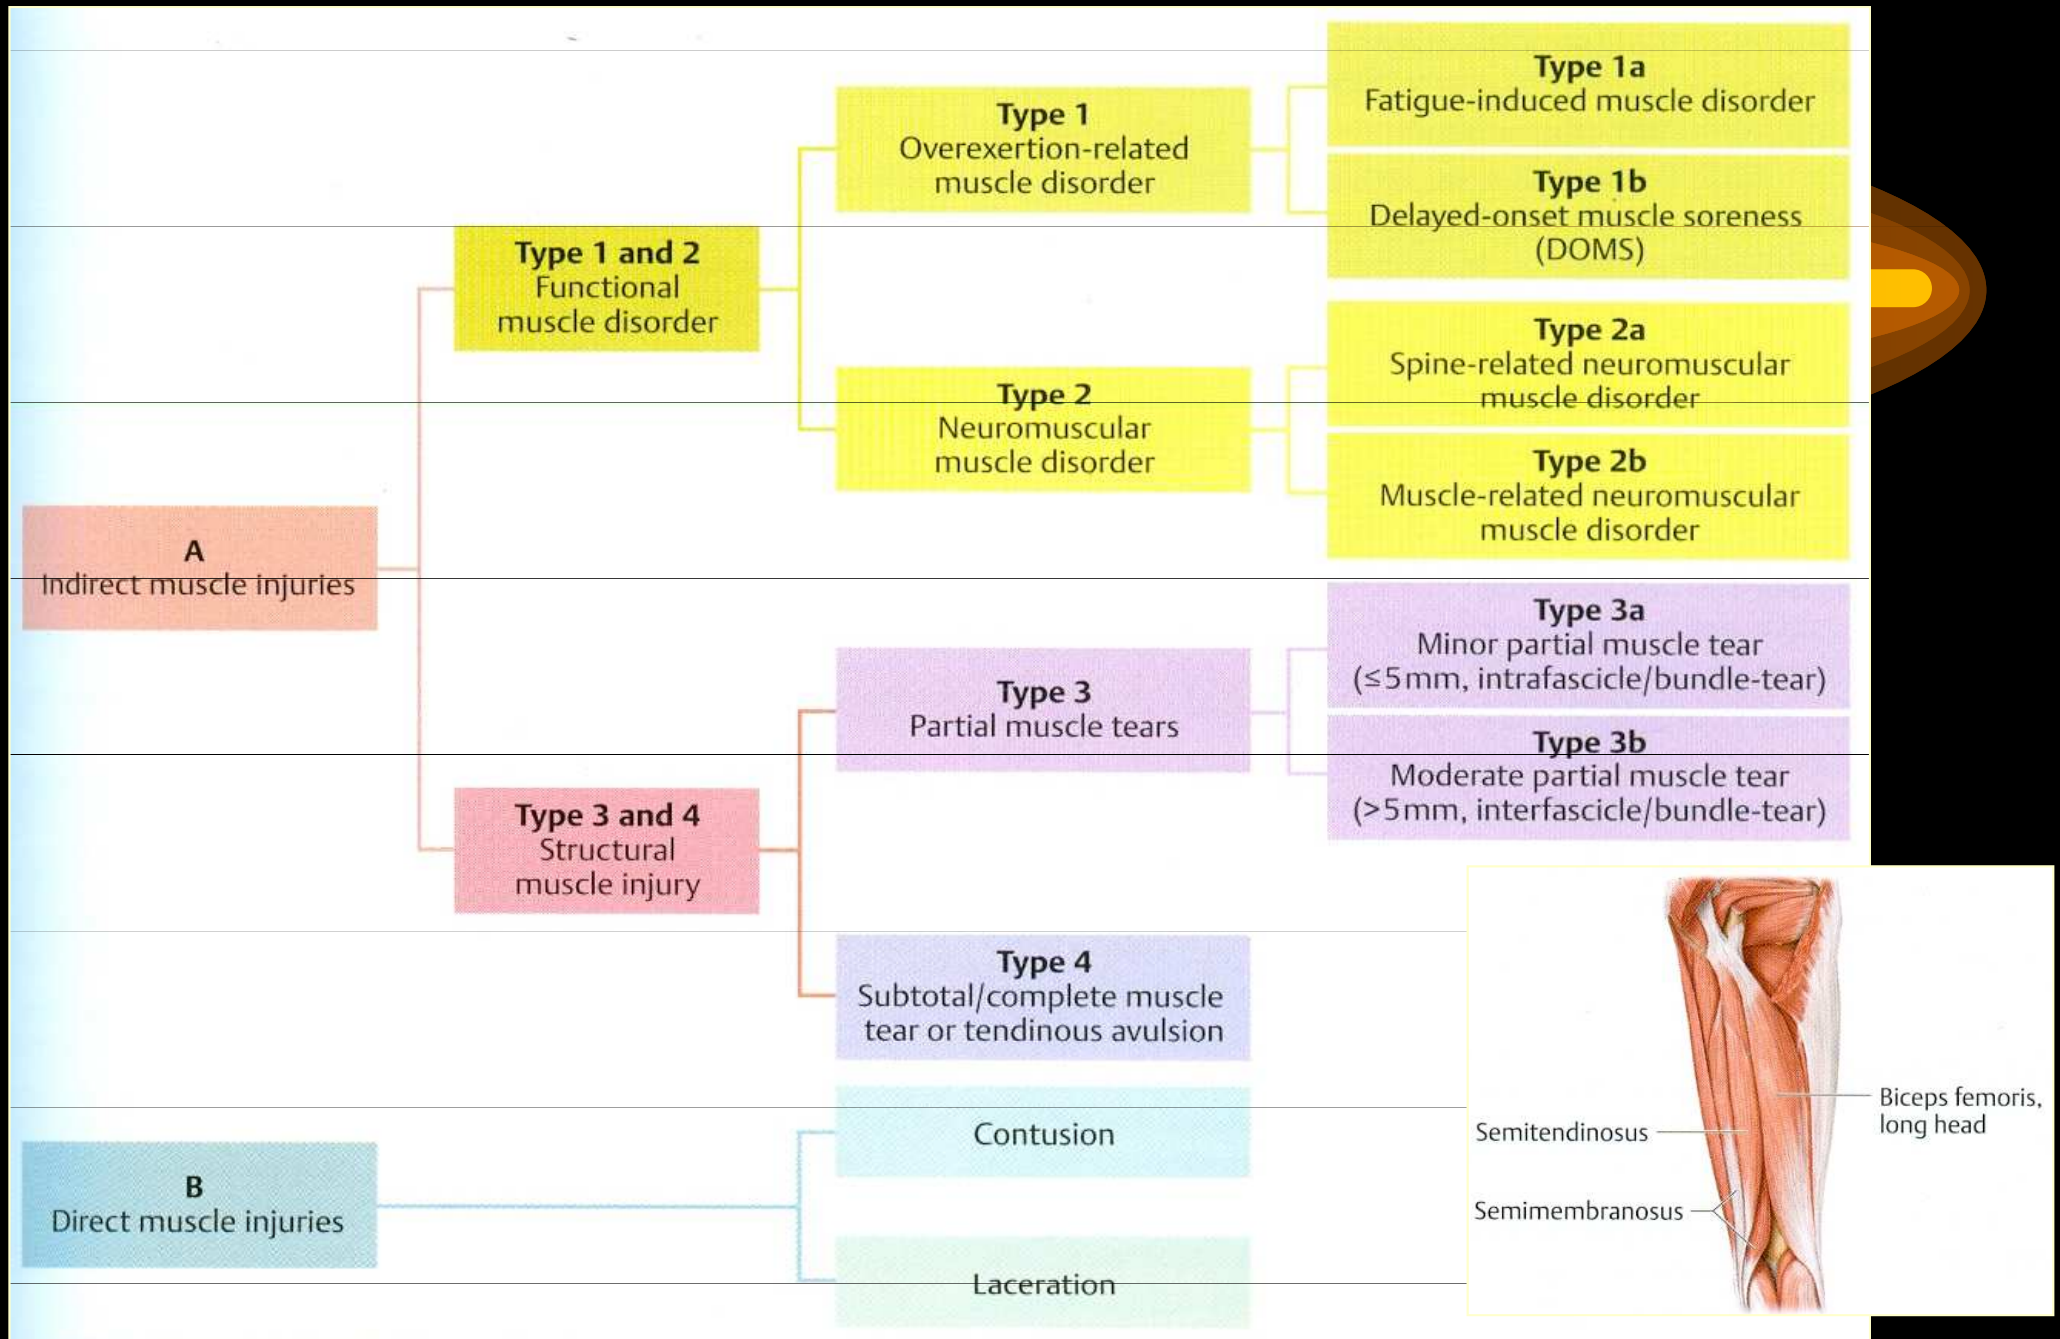 Type 1a
Fatigue-induced muscle disorder
Type 1
Overexertion-related
muscle disorder
Type 1b
Delayed-onset muscle soreness
(DOMS)
Type 1 and 2
Functional
muscle disorder
Type 2a
Spine-related neuromuscular
muscle disorder
Type 2
Neuromuscular
muscle disorder
Type 2b
Muscle-related neuromuscular
muscle disorder
A
Indirect muscle injuries
Type 3a
Minor partial muscle tear
(≤5mm, intrafascicle/bundle-tear)
Type 3
Partial muscle tears
Type 3b
Moderate partial muscle tear
(>5mm, interfascicle/bundle-tear)
Type 3 and 4
Structural
muscle injury
Type 4
Subtotal/complete muscle
tear or tendinous avulsion
Contusion
B
Direct muscle injuries
Laceration
Biceps femoris,
long head
Semitendinosus
Semimembranosus